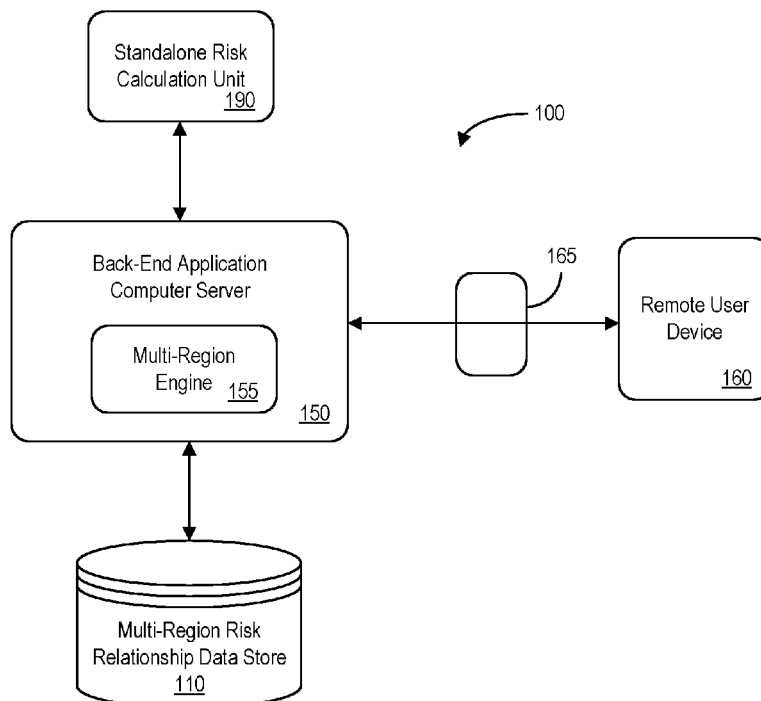 Standalone Risk
Calculation Unit
190
100
Back-End Application
Computer Server
165
Multi-Region
Engine
155
150
Remote User
Device
160
Multi-Region Risk
Relationship Data Store
110